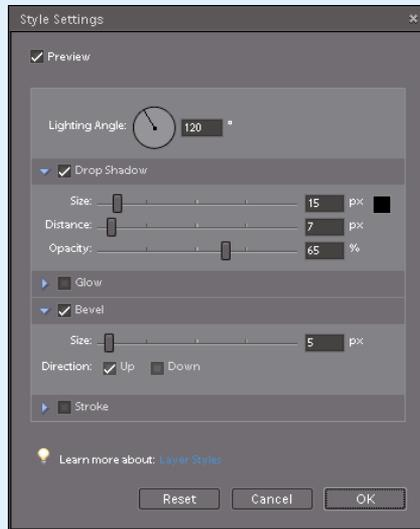 Style Settings
Preview
Lighting Angle: 120 °
Drop Shadow
Size: 15 px
Distance: 7 px
Opacity: 65 %
Glow
Bevel
Size: 5 px
Direction: Up Down
Stroke
Learn more about: Layer Styles
Reset Cancel OK